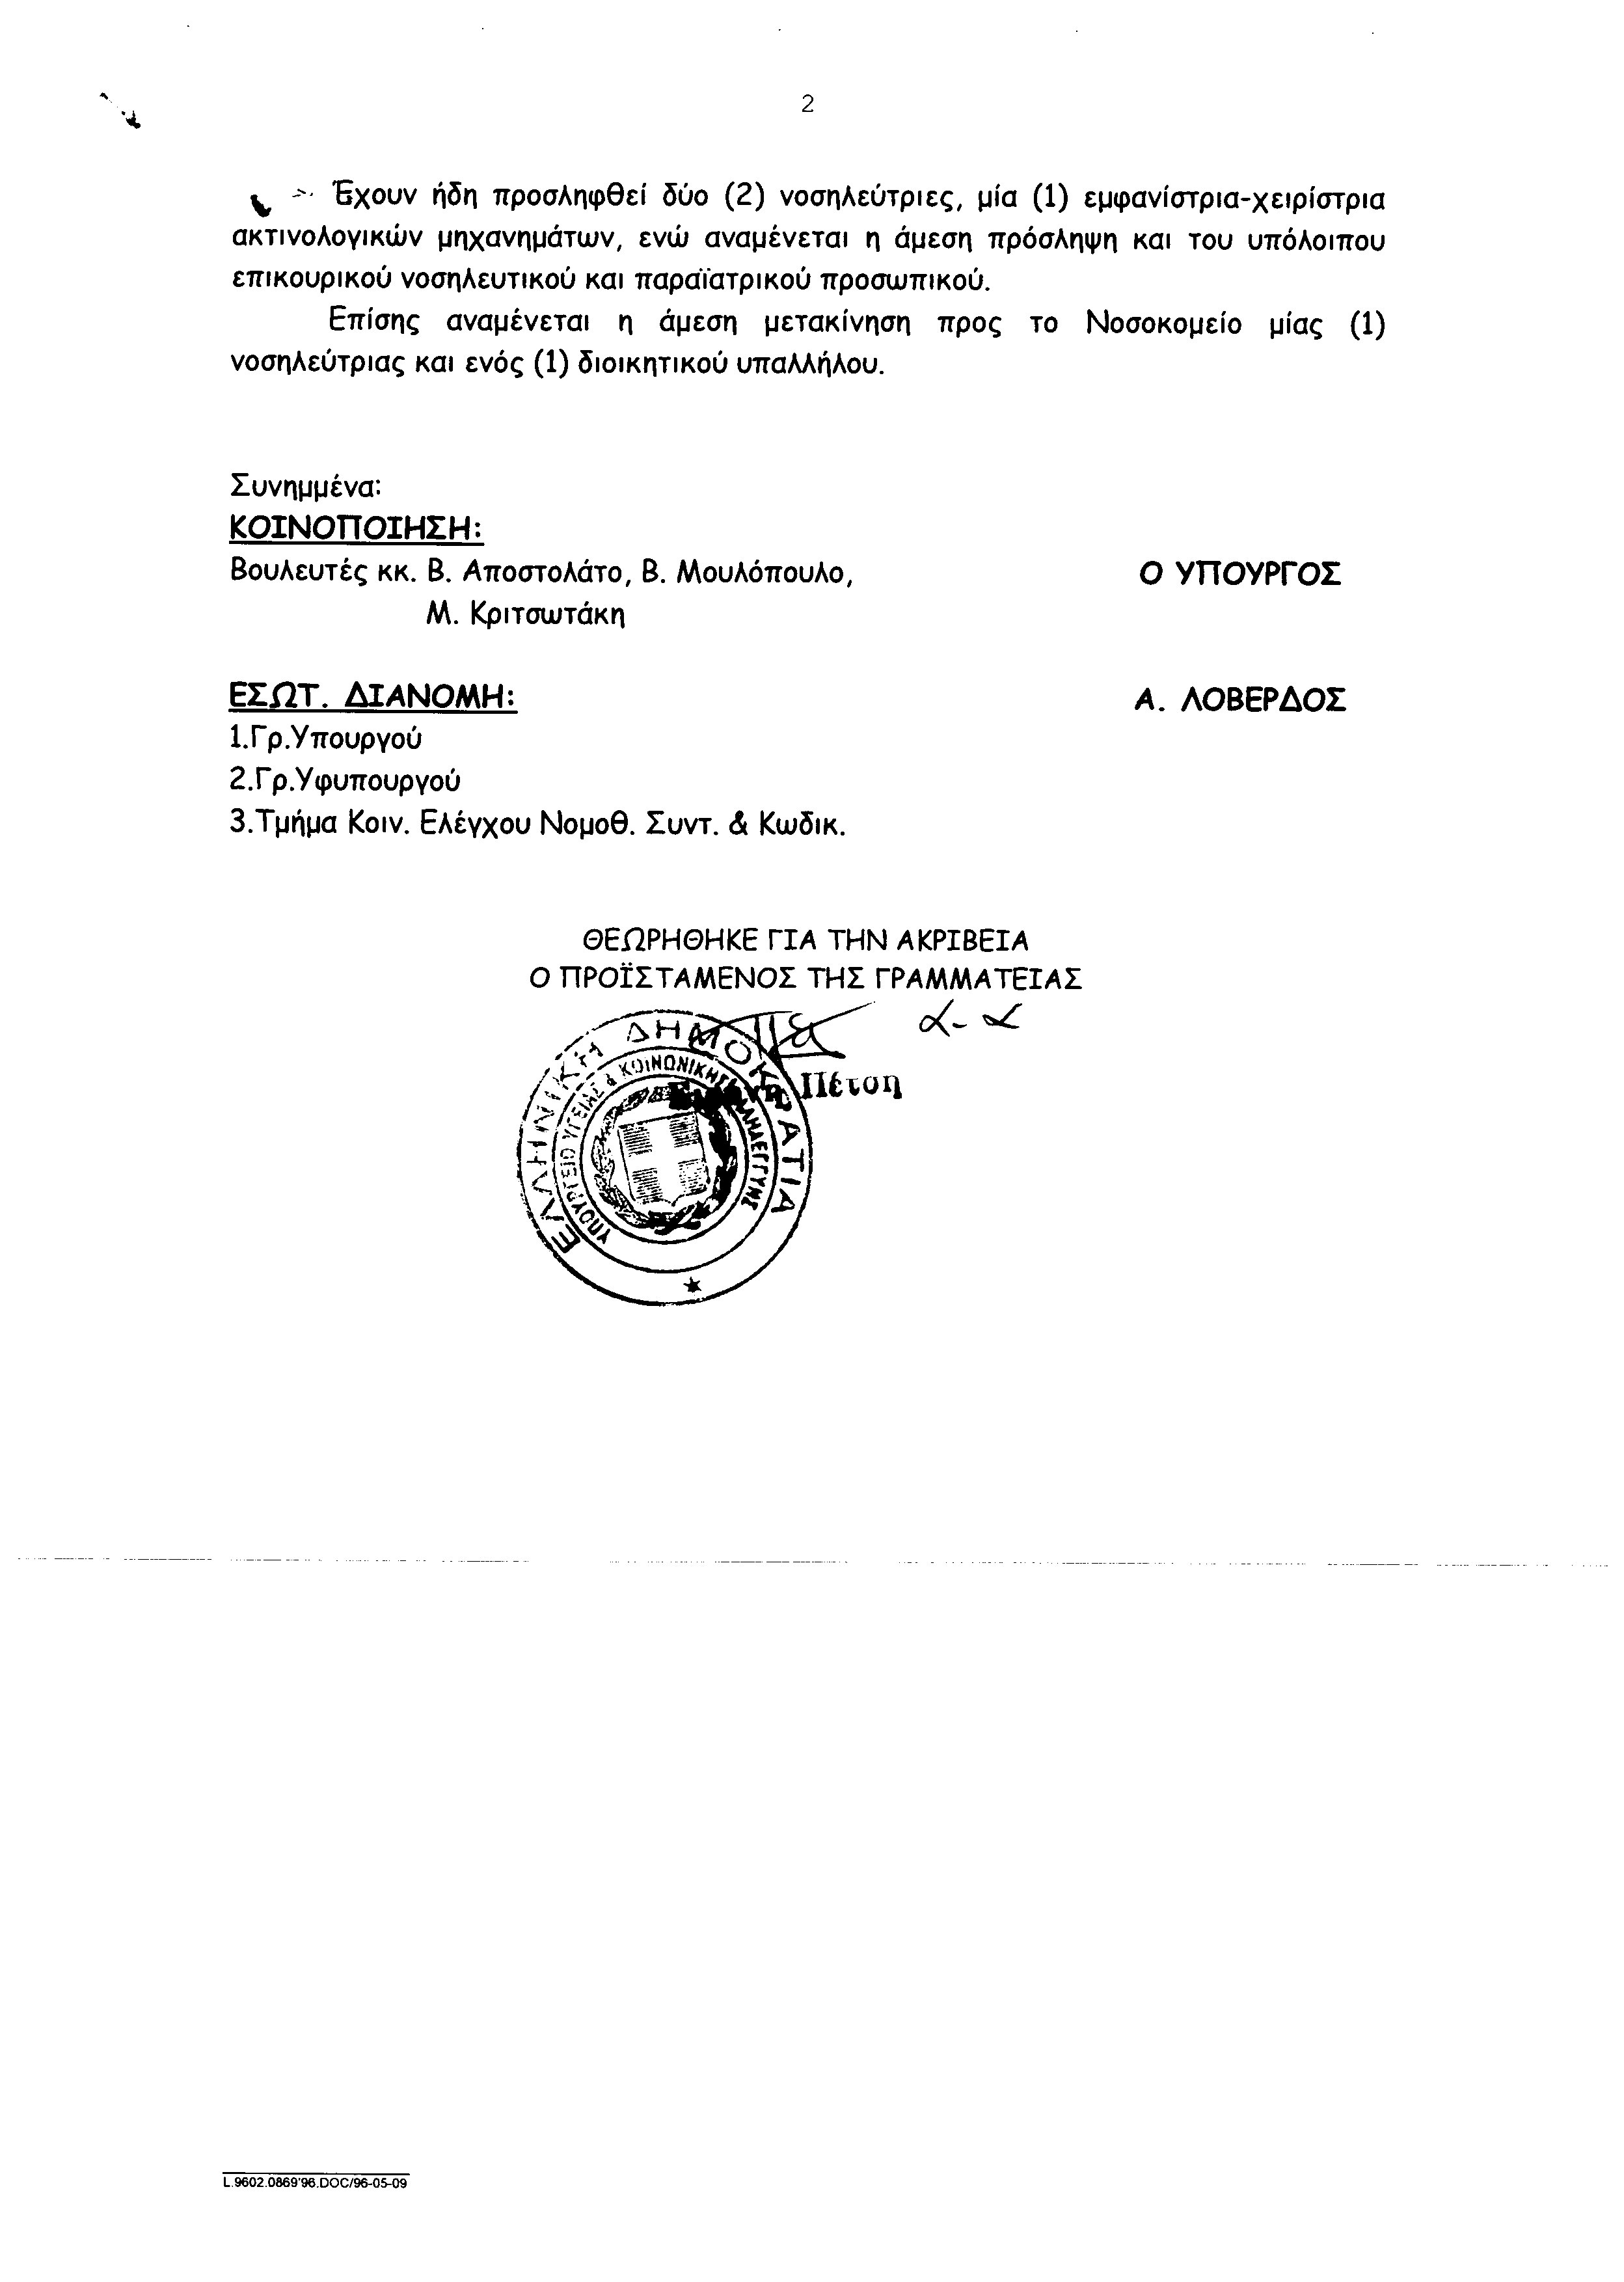 2
Έχουν ήδη προσληφθεί δύο (2) νοσηλεύτριες, μία (1) εμφανίστρια-χειρίστρια
ακτινολογικών μηχανημάτων, ενώ αναμένεται η άμεση πρόσληψη και του υπόλοιπου
επικουρικού νοσηλευτικού και παραϊατρικού προσωπικού.
Επίσης αναμένεται η άμεση μετακίνηση προς το Νοσοκομείο μίας (1)
νοσηλεύτριας και ενός (1) διοικητικού υπαλλήλου.
Συνημμένα:
ΚΟΙΝΟΠΟΙΗΣΗ:
Βουλευτές κκ. Β. Αποστολάτο, Β. Μουλόπουλο,
Ο ΥΠΟΥΡΓΟΣ
Μ. Κριτσωτάκη
ΕΣΩΤ. ΔΙΑΝΟΜΗ:
Α. ΛΟΒΕΡΔΟΣ
1.Γρ.Υπουργού
2.Γρ.Υφυπουργού
3.Τμήμα Κοιν. Ελέγχου Νομοθ. Συντ. & Κωδικ.
ΘΕΩΡΗΘΗΚΕ ΓΙΑ ΤΗΝ ΑΚΡΙΒΕΙΑ
Ο ΠΡΟΪΣΤΑΜΕΝΟΣ ΤΗΣ ΓΡΑΜΜΑΤΕΙΑΣ
α-α
Πέτση
ΕΛΛΗΝΙΚΗ ΔΗΜΟΚΡΑΤΙΑ
ΥΠΟΥΡΓΕΙΟ ΥΓΕΙΑΣ & ΚΟΙΝΩΝΙΚΗΣ ΑΛΛΗΛΕΓΓΥΗΣ
L.9602.0869'96.DOC/96-05-09